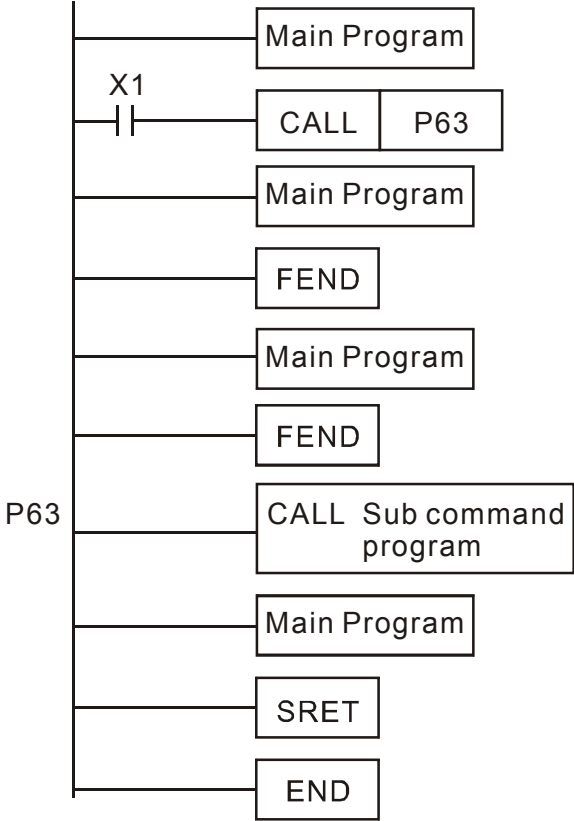 Main Program
X1
CALL P63
Main Program
FEND
Main Program
FEND
P63
CALL Sub command
program
Main Program
SRET
END